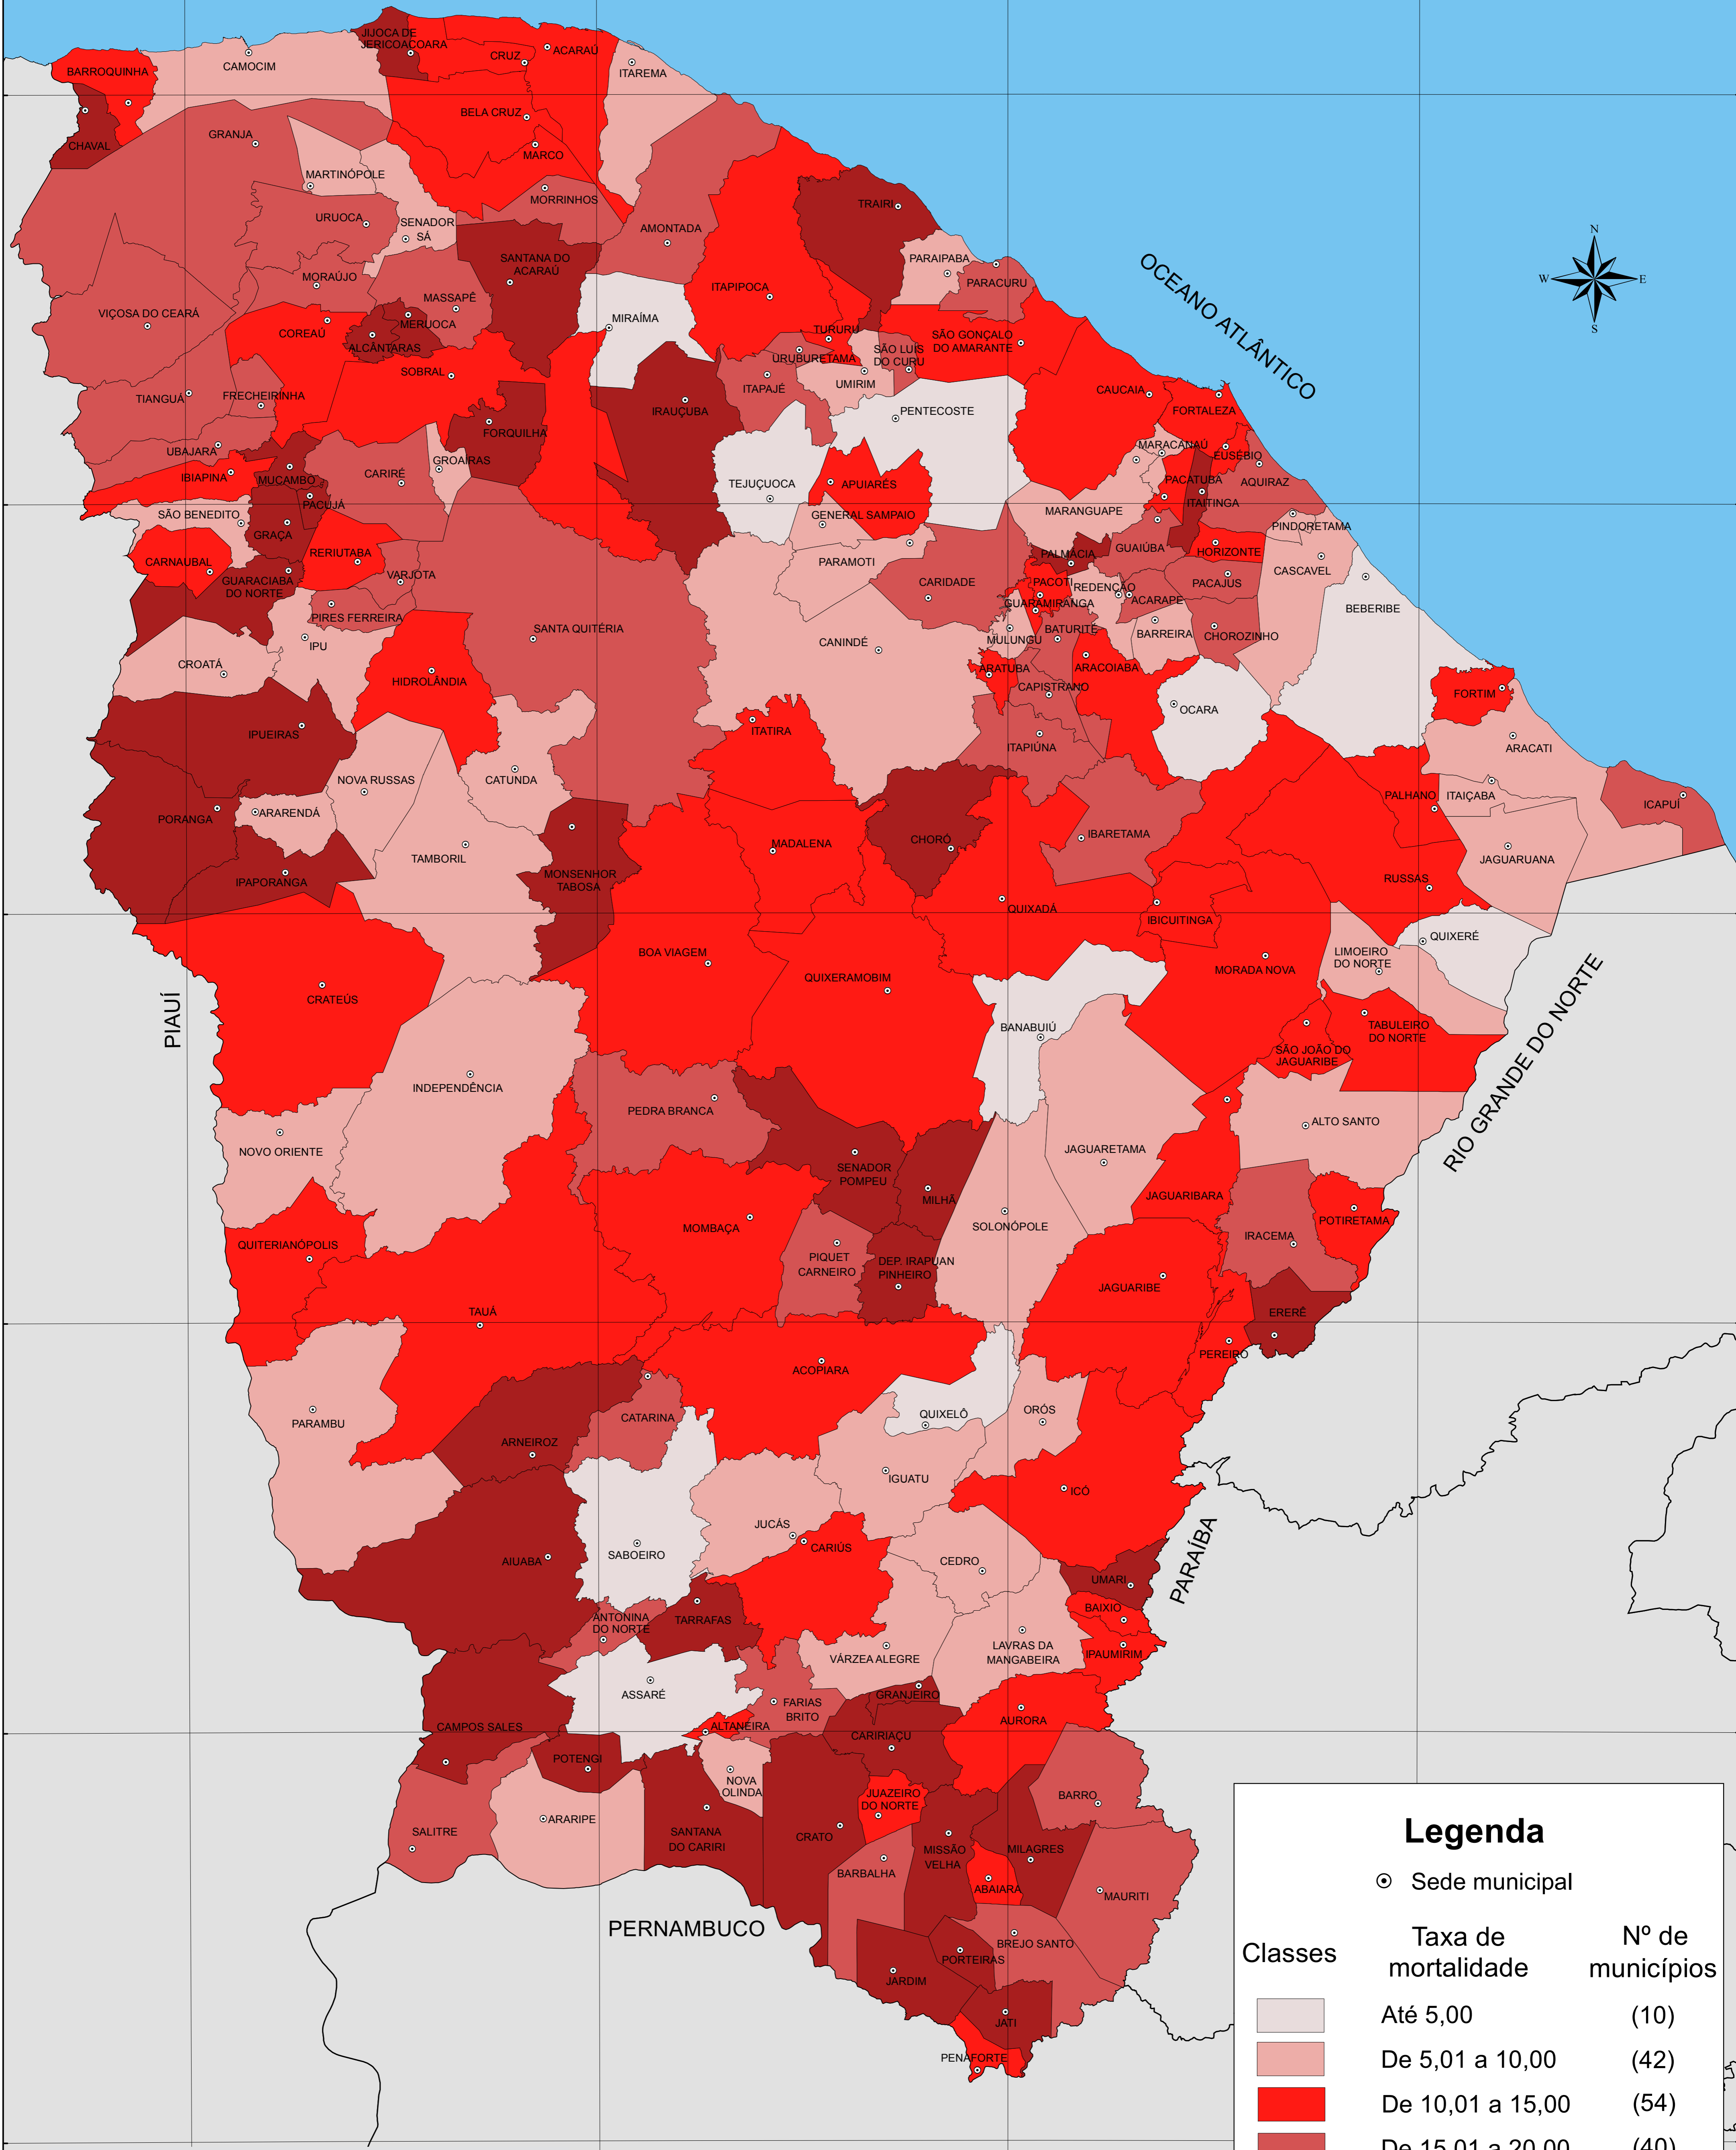 JIJOCA DE
JERICOACOARA
CRUZ
ACARAÚ
BARROQUINHA
CAMOCIM
ITAREMA
BELA CRUZ
CHAVAL
GRANJA
MARCO
MARTINÓPOLE
MORRINHOS
URUOCA
SENADOR
SÁ
TRAIRI
AMONTADA
SANTANA DO
ACARAÚ
PARAIPABA
PARACURU
N
W
E
S
OCEANO ATLÂNTICO
MORAÚJO
ITAPIPOCA
MASSAPÊ
VIÇOSA DO CEARÁ
MIRAÍMA
MERUOCA
COREAÚ
TURURU
SÃO GONÇALO
DO AMARANTE
ALCÂNTARAS
URUBURETAMA
SÃO LUÍS
DO CURU
SOBRAL
UMIRIM
ITAPAJÉ
CAUCAIA
TIANGUÁ
FRECHEIRINHA
IRAUÇUBA
PENTECOSTE
FORTALEZA
FORQUILHA
MARACANAÚ
UBAJARA
EUSÉBIO
GROAÍRAS
CARIRÉ
IBIAPINA
MUCAMBO
TEJUÇUOCA
APUIARÉS
PACATUBA
AQUIRAZ
PACUJÁ
ITAITINGA
SÃO BENEDITO
GENERAL SAMPAIO
MARANGUAPE
PINDORETAMA
GRAÇA
RERIUTABA
CARNAUBAL
PARAMOTI
PALMÁCIA
GUAIÚBA
HORIZONTE
CASCAVEL
GUARACIABA
DO NORTE
VARJOTA
CARIDADE
PACOTI
REDENÇÃO
PACAJUS
ACARAPE
GUARAMIRANGA
BEBERIBE
PIRES FERREIRA
SANTA QUITÉRIA
BATURITÉ
BARREIRA
CHOROZINHO
MULUNGU
IPU
CANINDÉ
CROATÁ
ARATUBA
ARACOIABA
HIDROLÂNDIA
CAPISTRANO
FORTIM
OCARA
IPUEIRAS
ITATIRA
ITAPIÚNA
ARACATI
NOVA RUSSAS
CATUNDA
PALHANO
ITAIÇABA
ICAPUÍ
PORANGA
ARARENDÁ
IBARETAMA
CHORÓ
MADALENA
TAMBORIL
JAGUARUANA
IPAPORANGA
MONSENHOR
TABOSA
RUSSAS
QUIXADÁ
IBICUITINGA
QUIXERÉ
BOA VIAGEM
LIMOEIRO
DO NORTE
MORADA NOVA
QUIXERAMOBIM
CRATEÚS
PIAUÍ
RIO GRANDE DO NORTE
BANABUIÚ
TABULEIRO
DO NORTE
SÃO JOÃO DO
JAGUARIBE
INDEPENDÊNCIA
PEDRA BRANCA
ALTO SANTO
NOVO ORIENTE
JAGUARETAMA
SENADOR
POMPEU
MILHÃ
JAGUARIBARA
POTIRETAMA
SOLONÓPOLE
MOMBAÇA
IRACEMA
QUITERIANÓPOLIS
PIQUET
CARNEIRO
DEP. IRAPUAN
PINHEIRO
JAGUARIBE
TAUÁ
ERERÊ
PEREIRO
ACOPIARA
ORÓS
QUIXELÔ
PARAMBU
CATARINA
ARNEIROZ
IGUATU
ICÓ
JUCÁS
CARIÚS
PARAÍBA
SABOEIRO
AIUABA
CEDRO
UMARI
BAIXIO
ANTONINA
DO NORTE
TARRAFAS
LAVRAS DA
MANGABEIRA
IPAUMIRIM
VÁRZEA ALEGRE
ASSARÉ
GRANJEIRO
FARIAS
BRITO
AURORA
ALTANEIRA
CAMPOS SALES
CARIRIAÇU
POTENGI
NOVA
OLINDA
JUAZEIRO
DO NORTE
BARRO
ARARIPE
SALITRE
SANTANA
DO CARIRI
CRATO
MISSÃO
VELHA
MILAGRES
BARBALHA
ABAIARA
MAURITI
PERNAMBUCO
BREJO SANTO
PORTEIRAS
JARDIM
JATI
PENAFORTE
Legenda
Sede municipal
Classes
Taxa de
mortalidade
Nº de
municípios
Até 5,00 (10)
De 5,01 a 10,00 (42)
De 10,01 a 15,00 (54)
De 15,01 a 20,00 (40)